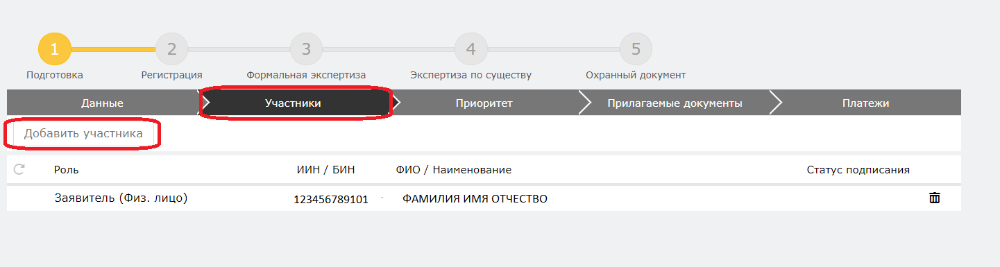 1 2 3 4 5
Подготовка Регистрация Формальная экспертиза Экспертиза по существу Охранный документ
Данные Участники Приоритет Прилагаемые документы Платежи
Добавить участника
Роль ИИН / БИН ФИО / Наименование Статус подписания
Заявитель (Физ. лицо) 123456789101 ФАМИЛИЯ ИМЯ ОТЧЕСТВО